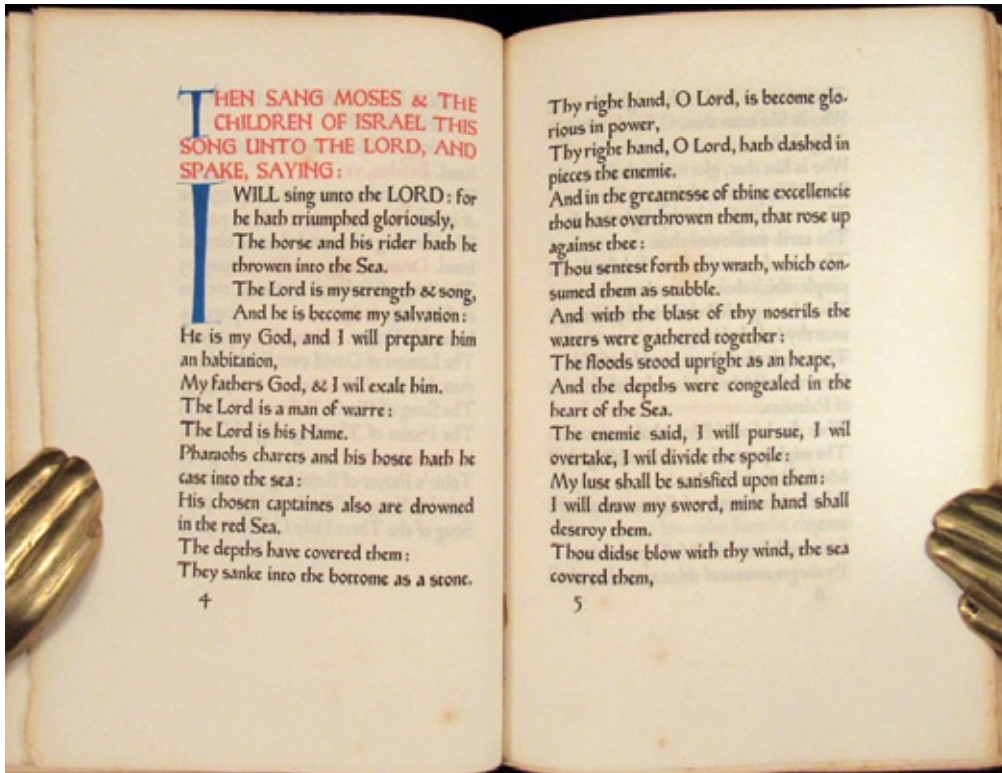 THEN SANG MOSES & THE
CHILDREN OF ISRAEL THIS
SONG UNTO THE LORD, AND
SPAKE, SAYING:
I WILL sing unto the LORD: for
he hath triumphed gloriously,
The horse and his rider hath he
throwen into the Sea.
The Lord is my strength & song,
And he is become my salvation:
He is my God, and I will prepare him
an habitation,
My fathers God, & I wil exalt him.
The Lord is a man of warre:
The Lord is his Name.
Pharaohs charets and his hoste hath he
cast into the sea:
His chosen captaines also are drowned
in the red Sea.
The depths have covered them:
They sanke into the bottome as a stone.
4
Thy right hand, O Lord, is become glo-
rious in power,
Thy right hand, O Lord, hath dashed in
pieces the enemie.
And in the greatnesse of thine excellencie
thou hast overthrowen them, that rose up
against thee:
Thou sentest forth thy wrath, which con-
sumed them as stubble.
And with the blast of thy nostrils the
waters were gathered together:
The floods stood upright as an heape,
And the depths were congealed in the
heart of the Sea.
The enemie said, I will pursue, I wil
overtake, I wil divide the spoile:
My lust shall be satisfied upon them:
I will draw my sword, mine hand shall
destroy them.
Thou didst blow with thy wind, the sea
covered them,
5